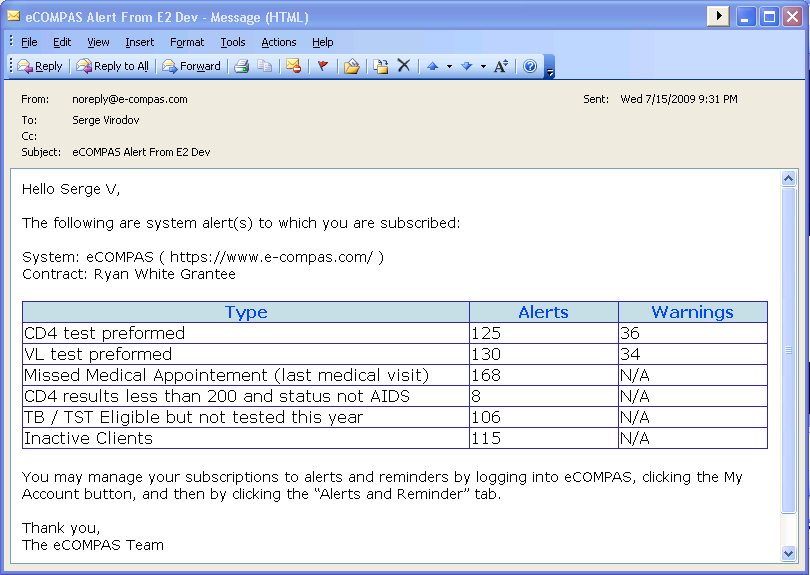 eCOMPAS Alert From E2 Dev - Message (HTML)
File Edit View Insert Format Tools Actions Help
Reply Reply to All Forward
From: noreply@e-compas.com Sent: Wed 7/15/2009 9:31 PM
To: Serge Virodov
Cc:
Subject: eCOMPAS Alert From E2 Dev
Hello Serge V,
The following are system alert(s) to which you are subscribed:
System: eCOMPAS ( https://www.e-compas.com/ )
Contract: Ryan White Grantee
Type Alerts Warnings
CD4 test preformed 125 36
VL test preformed 130 34
Missed Medical Appointement (last medical visit) 168 N/A
CD4 results less than 200 and status not AIDS 8 N/A
TB / TST Eligible but not tested this year 106 N/A
Inactive Clients 115 N/A
You may manage your subscriptions to alerts and reminders by logging into eCOMPAS, clicking the My
Account button, and then by clicking the “Alerts and Reminder” tab.
Thank you,
The eCOMPAS Team